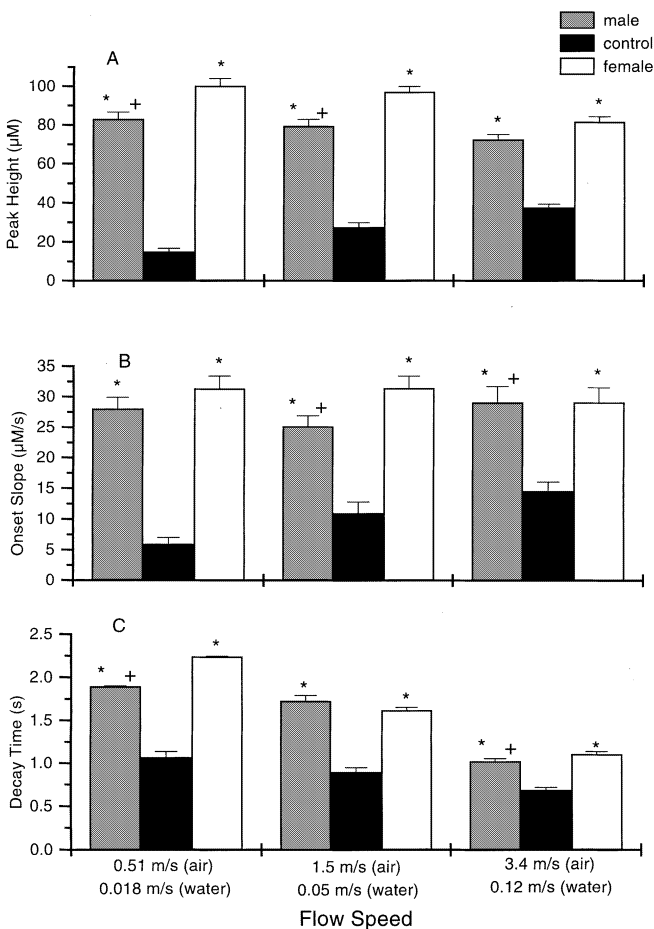 male
control
female
A
* + * * + * * *
Peak Height (µM)
100
80
60
40
20
0
B
* * * + * * + *
Onset Slope (µM/s)
35
30
25
20
15
10
5
0
C
* + * * * * + *
Decay Time (s)
2.5
2.0
1.5
1.0
0.5
0.0
0.51 m/s (air) 1.5 m/s (air) 3.4 m/s (air)
0.018 m/s (water) 0.05 m/s (water) 0.12 m/s (water)
Flow Speed